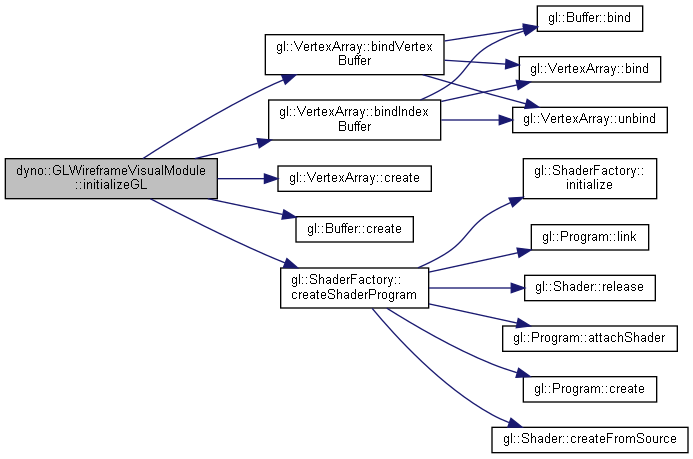 dyno::GLWireframeVisualModule
::initializeGL
gl::VertexArray::bindVertex
Buffer
gl::VertexArray::bindIndex
Buffer
gl::VertexArray::create
gl::Buffer::create
gl::ShaderFactory::
createShaderProgram
gl::Buffer::bind
gl::VertexArray::bind
gl::VertexArray::unbind
gl::ShaderFactory::
initialize
gl::Program::link
gl::Shader::release
gl::Program::attachShader
gl::Program::create
gl::Shader::createFromSource